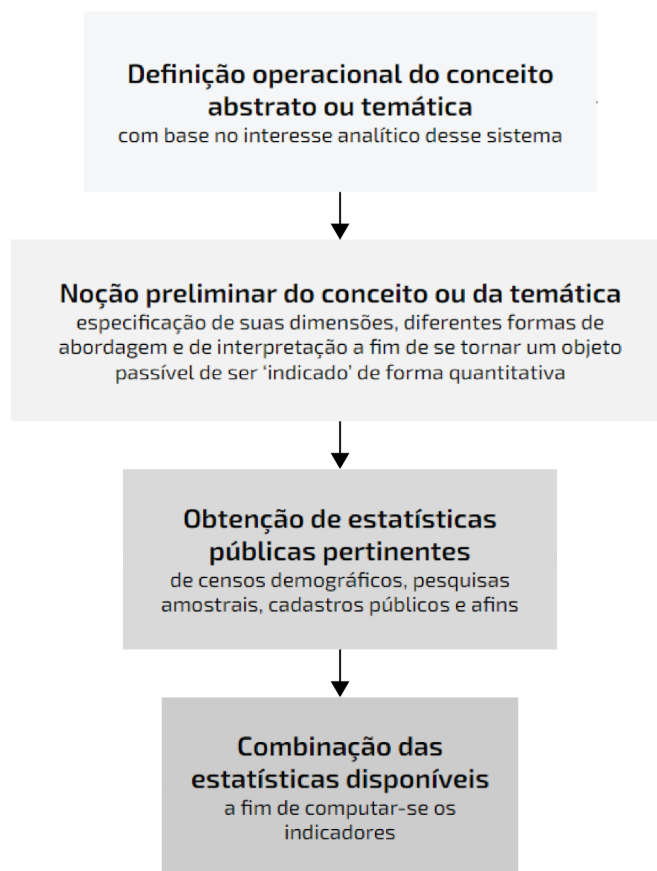 Definição operacional do conceito
abstrato ou temática
com base no interesse analítico desse sistema
Noção preliminar do conceito ou da temática
especificação de suas dimensões, diferentes formas de
abordagem e de interpretação a fim de se tornar um objeto
passível de ser ‘indicado’ de forma quantitativa
Obtenção de estatísticas
públicas pertinentes
de censos demográficos, pesquisas
amostrais, cadastros públicos e afins
Combinação das
estatísticas disponíveis
a fim de computar-se os
indicadores